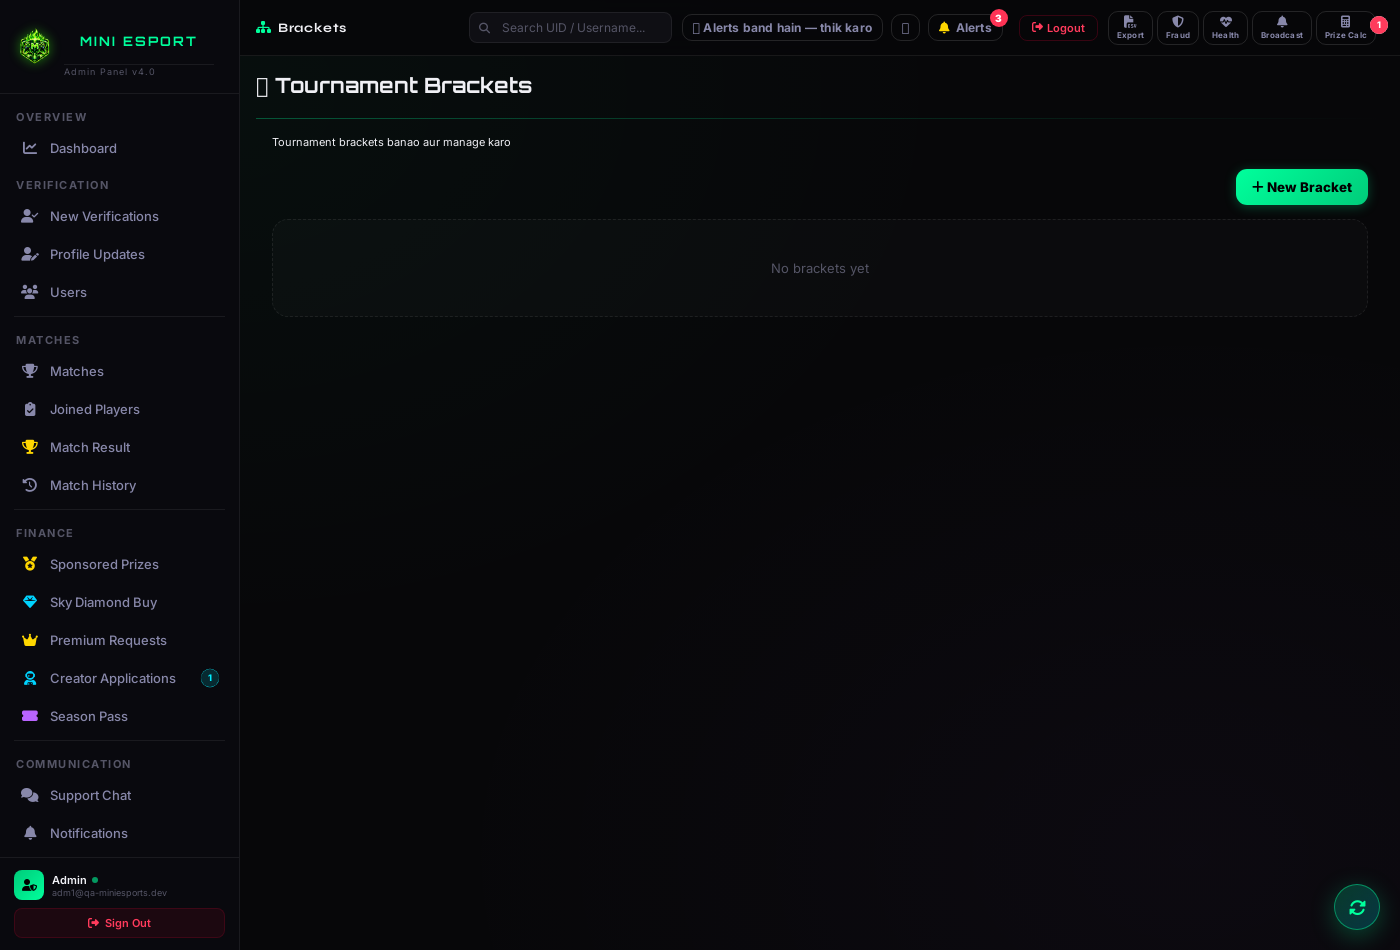 MINI ESPORT
Admin Panel v4.0
OVERVIEW
Dashboard
VERIFICATION
New Verifications
Profile Updates
Users
MATCHES
Matches
Joined Players
Match Result
Match History
FINANCE
Sponsored Prizes
Sky Diamond Buy
Premium Requests
Creator Applications 1
Season Pass
COMMUNICATION
Support Chat
Notifications
Admin
adm1@qa-miniesports.dev
Sign Out
Brackets
Search UID / Username...
Alerts band hain — thik karo
Alerts 3
Logout
Export
Fraud
Health
Broadcast
Prize Calc 1
Tournament Brackets
Tournament brackets banao aur manage karo
+ New Bracket
No brackets yet